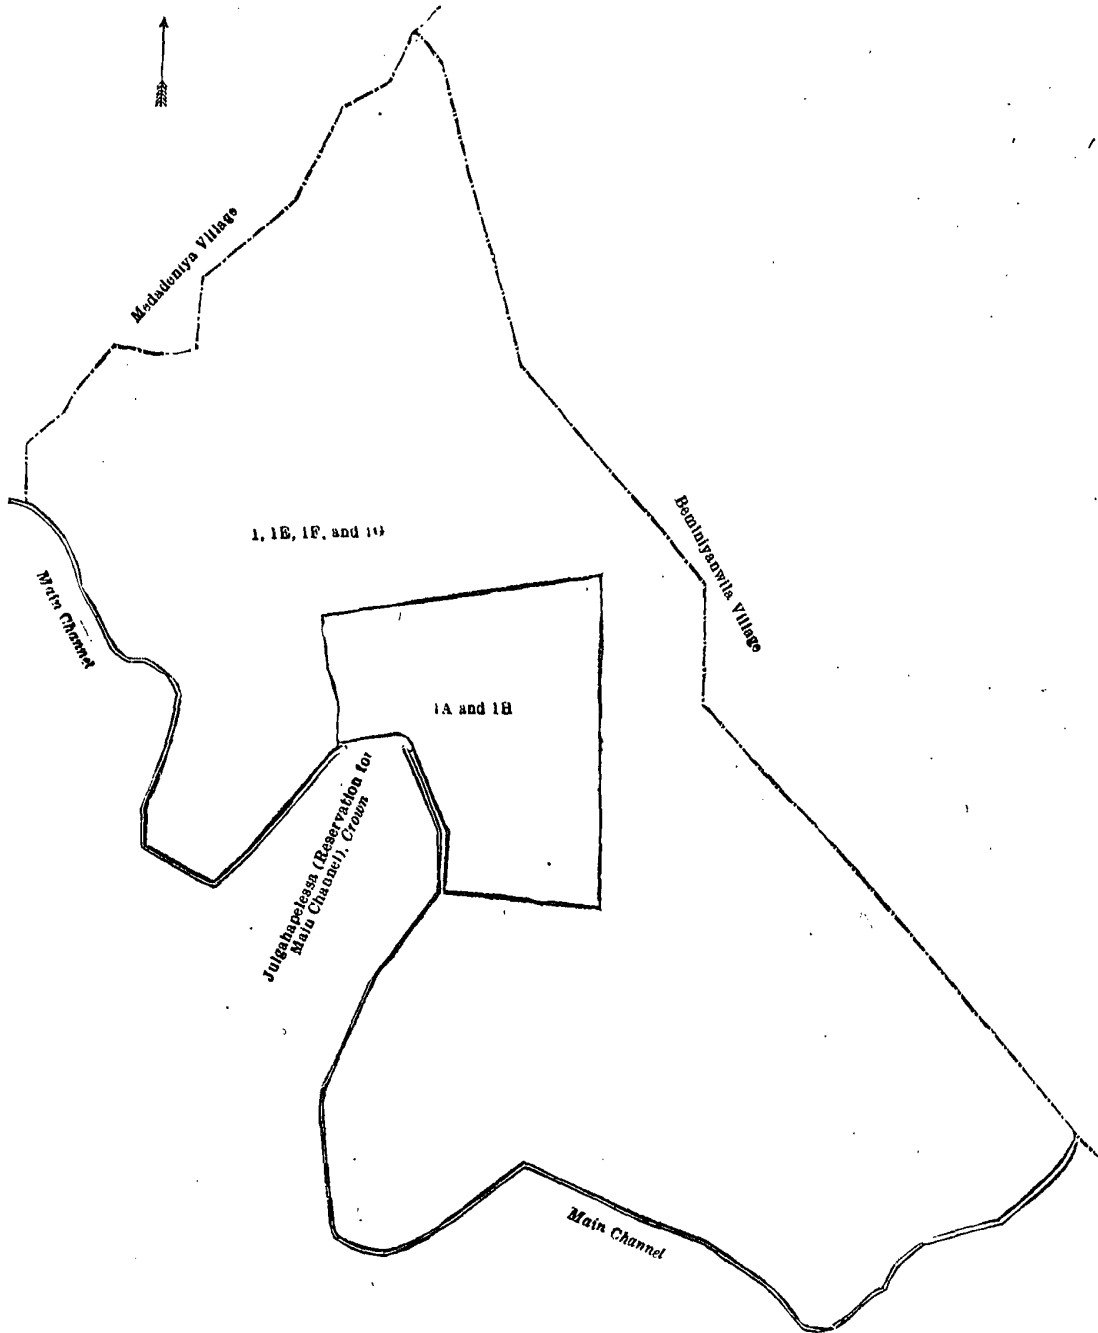 Medadeniya Village
1, 1E, 1F, and 1G
Beminiyanwila Village
Main Channel
1A and 1B
Julgahapelessa (Reservation for
Main Channel), Crown
Main Channel